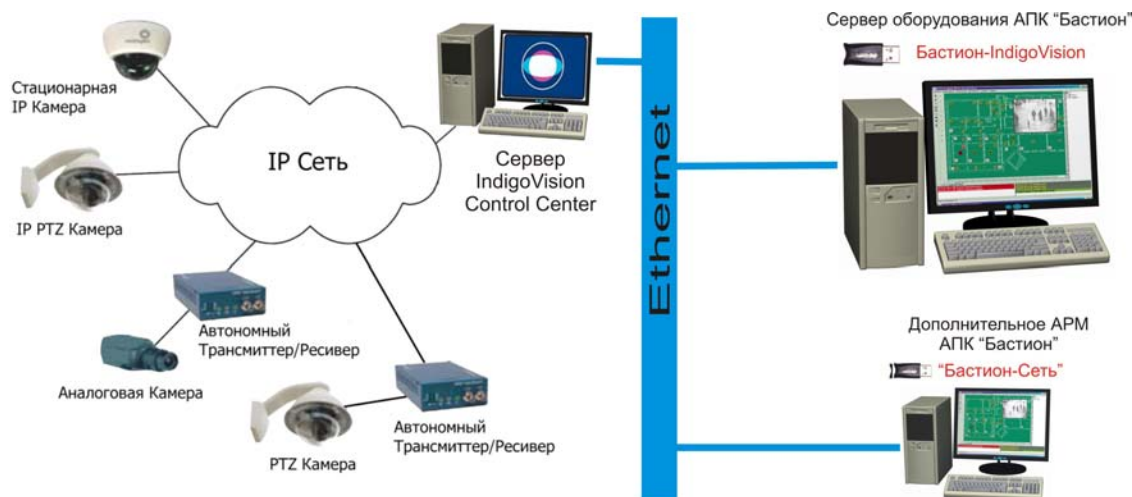 Стационарная
IP Камера
IP PTZ Камера
Аналоговая Камера
IP Сеть
Автономный
Трансмиттер/Ресивер
PTZ Камера
Автономный
Трансмиттер/Ресивер
Сервер
IndigoVision
Control Center
Ethernet
Сервер оборудования АПК “Бастион”
Бастион-IndigoVision
Дополнительное АРМ
АПК “Бастион”
“Бастион-Сеть”